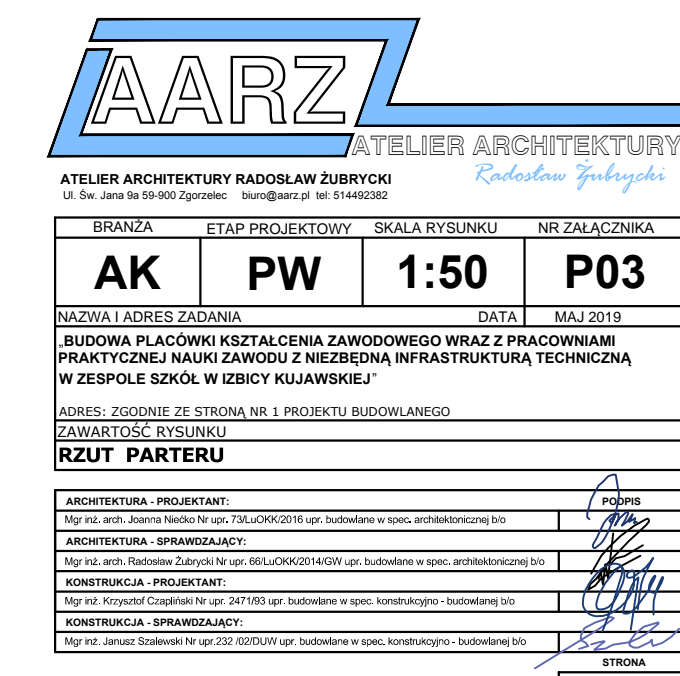 AARZ
ATELIER ARCHITEKTURY
Radosław Żubrycki
ATELIER ARCHITEKTURY RADOSŁAW ŻUBRYCKI
Ul. Św. Jana 9a 59-900 Zgorzelec biuro@aarz.pl tel: 514492382
BRANŻA ETAP PROJEKTOWY SKALA RYSUNKU NR ZAŁĄCZNIKA
AK PW 1:50 P03
NAZWA I ADRES ZADANIA DATA MAJ 2019
„BUDOWA PLACÓWKI KSZTAŁCENIA ZAWODOWEGO WRAZ Z PRACOWNIAMI
PRAKTYCZNEJ NAUKI ZAWODU Z NIEZBĘDNĄ INFRASTRUKTURĄ TECHNICZNĄ
W ZESPOLE SZKÓŁ W IZBICY KUJAWSKIEJ”
ADRES: ZGODNIE ZE STRONĄ NR 1 PROJEKTU BUDOWLANEGO
ZAWARTOŚĆ RYSUNKU
RZUT PARTERU
ARCHITEKTURA - PROJEKTANT: PODPIS
Mgr inż. arch. Joanna Niećko Nr upr. 73/LuOKK/2016 upr. budowlane w spec. architektonicznej b/o
ARCHITEKTURA - SPRAWDZAJĄCY:
Mgr inż. arch. Radosław Żubrycki Nr upr. 66/LuOKK/2014/GW upr. budowlane w spec. architektonicznej b/o
KONSTRUKCJA - PROJEKTANT:
Mgr inż. Krzysztof Czapliński Nr upr. 2471/93 upr. budowlane w spec. konstrukcyjno - budowlanej b/o
KONSTRUKCJA - SPRAWDZAJĄCY:
Mgr inż. Janusz Szalewski Nr upr.232 /02/DUW upr. budowlane w spec. konstrukcyjno - budowlanej b/o
STRONA